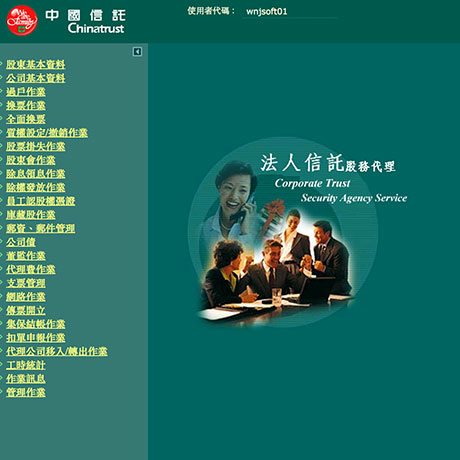 中國信託
Chinatrust
使用者代碼： wnjsoft01
股東基本資料
公司基本資料
過戶作業
換票作業
全面換票
質權設定/撤銷作業
股票掛失作業
股東會作業
除息領息作業
除權發放作業
員工認股權憑證
庫藏股作業
郵資、郵件管理
公司債
董監作業
代理費作業
支票管理
網路作業
傳票開立
集保結帳作業
扣單申報作業
代理公司移入/轉出作業
工時統計
作業訊息
管理作業
法人信託股務代理
Corporate Trust
Security Agency Service